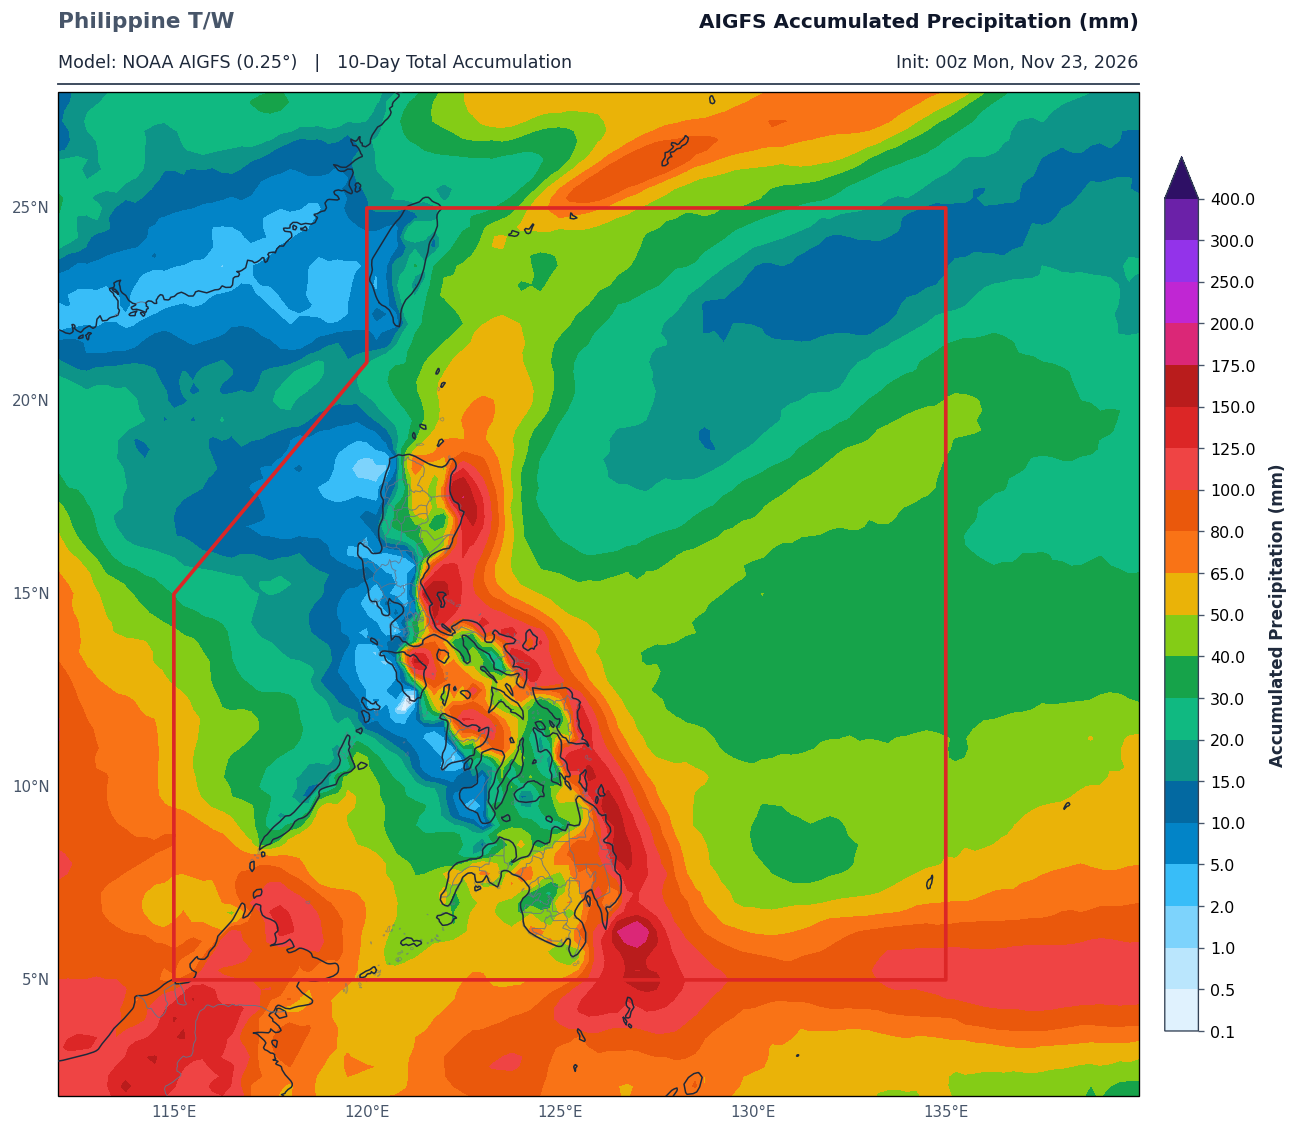 Philippine T/W
AIGFS Accumulated Precipitation (mm)
Model: NOAA AIGFS (0.25°)   |   10-Day Total Accumulation
Init: 00z Mon, Nov 23, 2026
25°N
20°N
15°N
10°N
5°N
115°E
120°E
125°E
130°E
135°E
400.0
300.0
250.0
200.0
175.0
150.0
125.0
100.0
80.0
65.0
50.0
40.0
30.0
20.0
15.0
10.0
5.0
2.0
1.0
0.5
0.1
Accumulated Precipitation (mm)